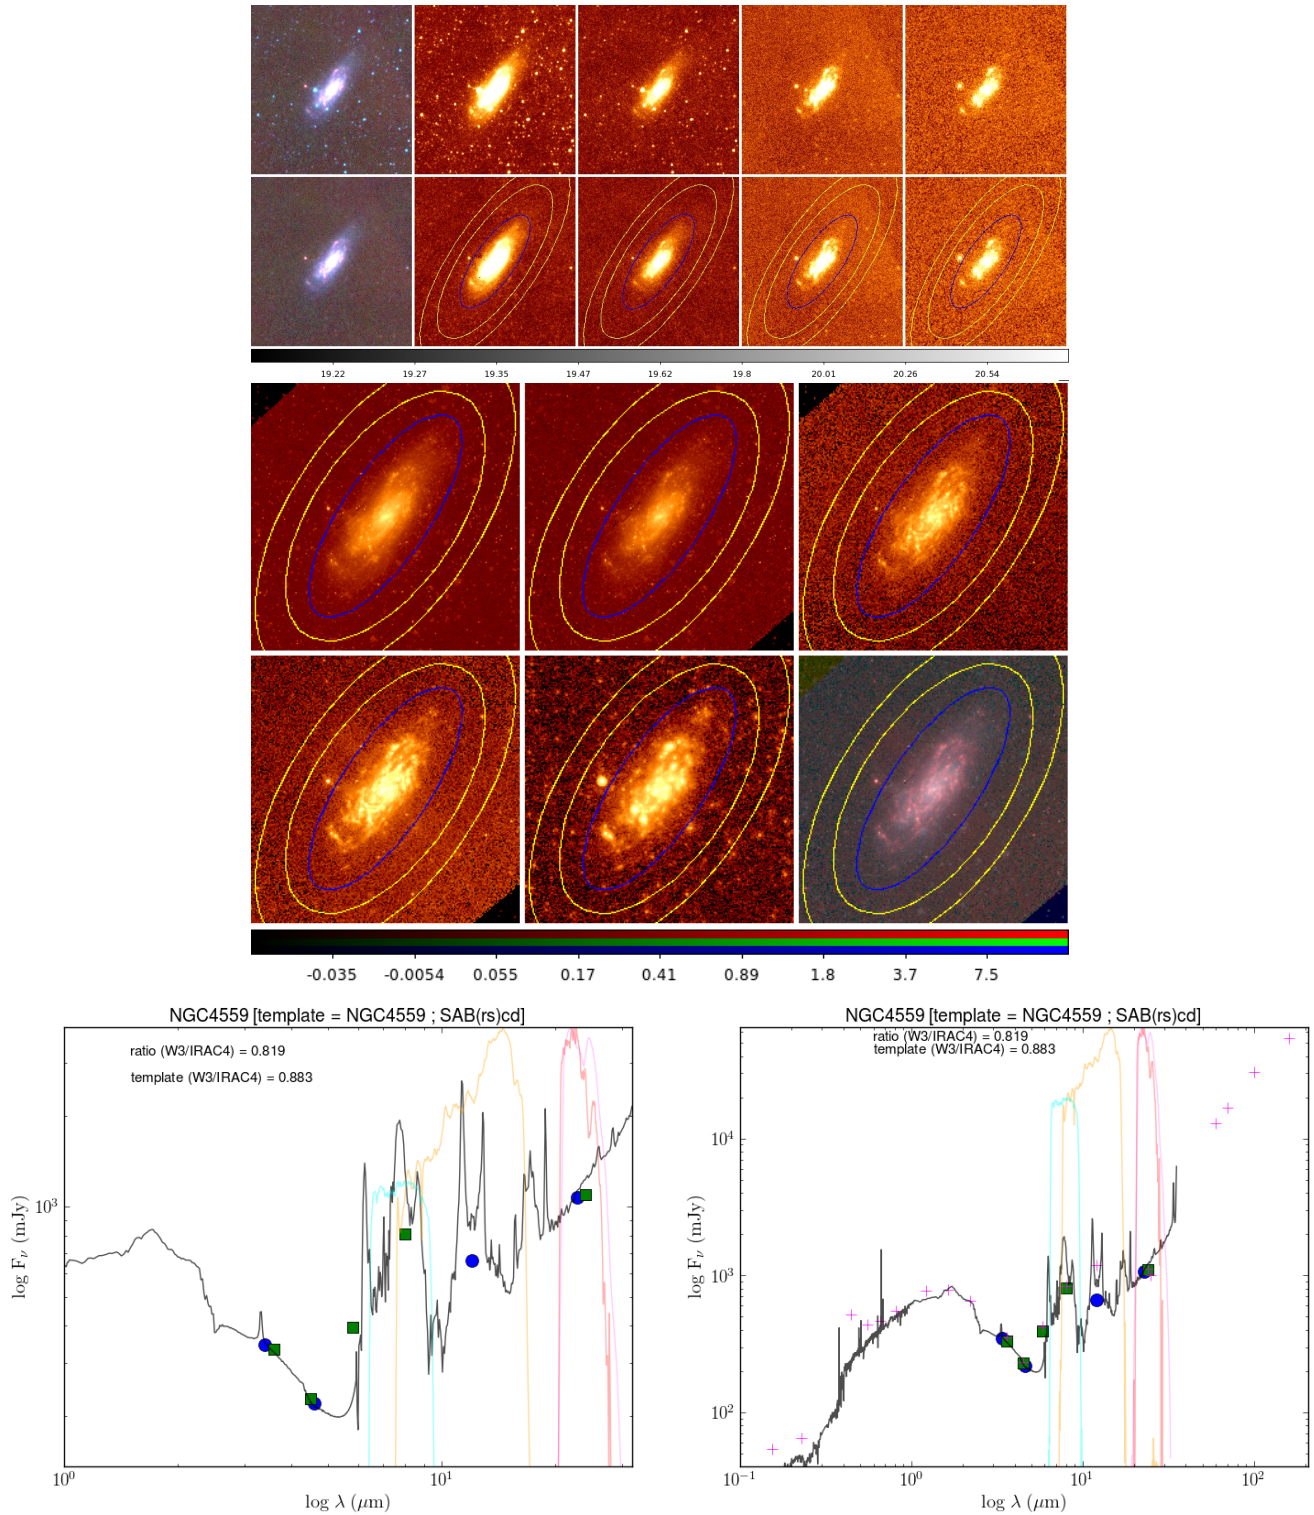 19.22 19.27 19.35 19.47 19.62 19.8 20.01 20.26 20.54
-0.035 -0.0054 0.055 0.17 0.41 0.89 1.8 3.7 7.5
NGC4559 [template = NGC4559 ; SAB(rs)cd]
ratio (W3/IRAC4) = 0.819
template (W3/IRAC4) = 0.883
log Fν (mJy)
10³
10⁰ 10¹
log λ (μm)
NGC4559 [template = NGC4559 ; SAB(rs)cd]
ratio (W3/IRAC4) = 0.819
template (W3/IRAC4) = 0.883
log Fν (mJy)
10⁴
10³
10²
10⁻¹ 10⁰ 10¹ 10²
log λ (μm)